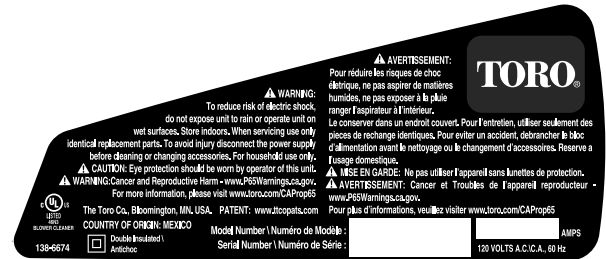 ⚠ WARNING:
To reduce risk of electric shock,
do not expose unit to rain or operate unit on
wet surfaces. Store indoors. When servicing use only
identical replacement parts. To avoid injury disconnect the power supply
before cleaning or changing accessories. For household use only.
⚠ CAUTION: Eye protection should be worn by operator of this unit.
⚠ WARNING:Cancer and Reproductive Harm - www.P65Warnings.ca.gov.
For more information, please visit www.toro.com/CAProp65
⚠ AVERTISSEMENT:
Pour réduire les risques de choc
életrique, ne pas aspirer de matières
humides, ne pas exposer à la pluie
ranger l'aspirateur à l'intérieur.
Le conserver dans un endroit couvert. Pour l'entretien, utiliser seulement des
pieces de rechange identiques. Pour eviter un accident, debrancher le bloc
d'alimentation avant le nettoyage ou le changement d'accessoires. Reserve a
l'usage domestique.
⚠ MISE EN GARDE: Ne pas utiliser l'appareil sans lunettes de protection.
⚠ AVERTISSEMENT: Cancer et Troubles de l'appareil reproducteur -
www.P65Warnings.ca.gov.
Pour plus d'informations, veuillez visiter www.toro.com/CAProp65
TORO®
C UL US
LISTED
40N3
BLOWER CLEANER
The Toro Co., Bloomington, MN. USA. PATENT: www.ttcopats.com
COUNTRY OF ORIGIN: MEXICO
138-6674
Double Insulated \
Antichoc
Model Number \ Numéro de Modèle :
Serial Number \ Numéro de Série :
AMPS
120 VOLTS A.C.\C.A., 60 Hz